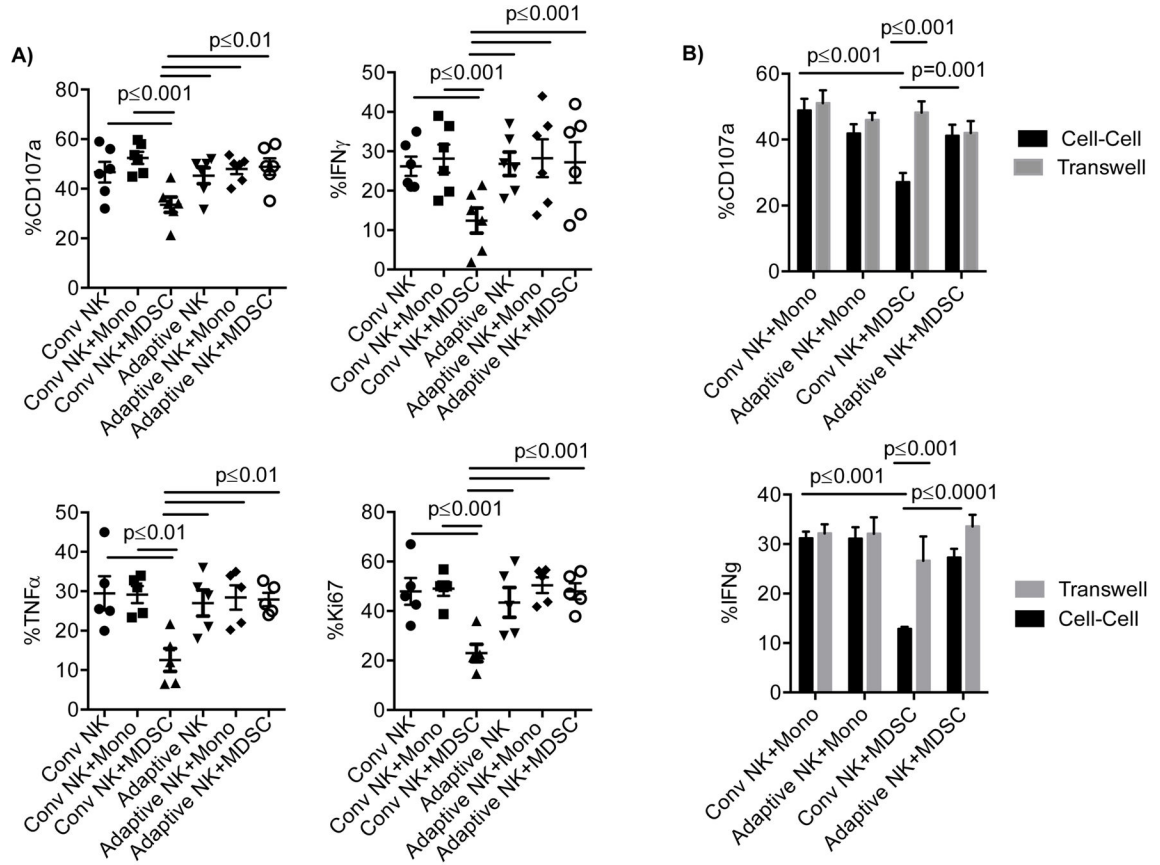 A)
p≤0.01
p≤0.001
%CD107a
80
60
40
20
0
Conv NK
Conv NK+Mono
Conv NK+MDSC
Adaptive NK
Adaptive NK+Mono
Adaptive NK+MDSC
p≤0.001
p≤0.001
%IFNγ
50
40
30
20
10
0
Conv NK
Conv NK+Mono
Conv NK+MDSC
Adaptive NK
Adaptive NK+Mono
Adaptive NK+MDSC
p≤0.01
p≤0.01
%TNFα
50
40
30
20
10
0
Conv NK
Conv NK+Mono
Conv NK+MDSC
Adaptive NK
Adaptive NK+Mono
Adaptive NK+MDSC
p≤0.001
p≤0.001
%Ki67
80
60
40
20
0
Conv NK
Conv NK+Mono
Conv NK+MDSC
Adaptive NK
Adaptive NK+Mono
Adaptive NK+MDSC
B)
p≤0.001
p≤0.001
p=0.001
%CD107a
60
40
20
0
Conv NK+Mono
Adaptive NK+Mono
Conv NK+MDSC
Adaptive NK+MDSC
Cell-Cell
Transwell
p≤0.001
p≤0.001
p≤0.0001
%IFNg
40
30
20
10
0
Conv NK+Mono
Adaptive NK+Mono
Conv NK+MDSC
Adaptive NK+MDSC
Transwell
Cell-Cell